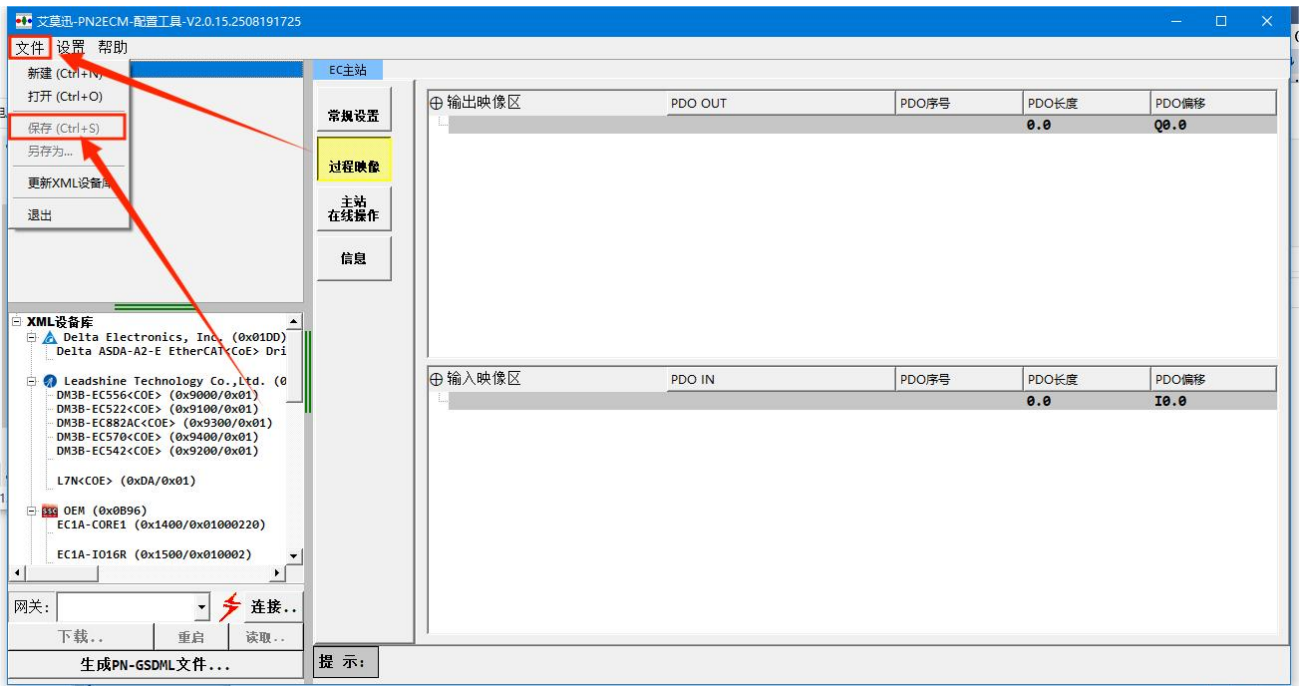 艾莫迅-PN2ECM-配置工具-V2.0.15.2508191725
文件 设置 帮助
新建 (Ctrl+N)
打开 (Ctrl+O)
保存 (Ctrl+S)
另存为...
更新XML设备库
退出
EC主站
常规设置
过程映像
主站
在线操作
信息
输出映像区 PDO OUT PDO序号 PDO长度 PDO偏移
0.0 Q0.0
输入映像区 PDO IN PDO序号 PDO长度 PDO偏移
0.0 I0.0
XML设备库
Delta Electronics, Inc. (0x01DD)
Delta ASDA-A2-E EtherCAT<CoE> Dri
Leadshine Technology Co.,Ltd. (0
DM3B-EC556<COE> (0x9000/0x01)
DM3B-EC522<COE> (0x9100/0x01)
DM3B-EC882AC<COE> (0x9300/0x01)
DM3B-EC570<COE> (0x9400/0x01)
DM3B-EC542<COE> (0x9200/0x01)
L7N<COE> (0xDA/0x01)
OEM (0x0B96)
EC1A-CORE1 (0x1400/0x01000220)
EC1A-IO16R (0x1500/0x010002)
网关:
连接..
下载.. 重启 读取..
生成PN-GSDML文件...
提 示: